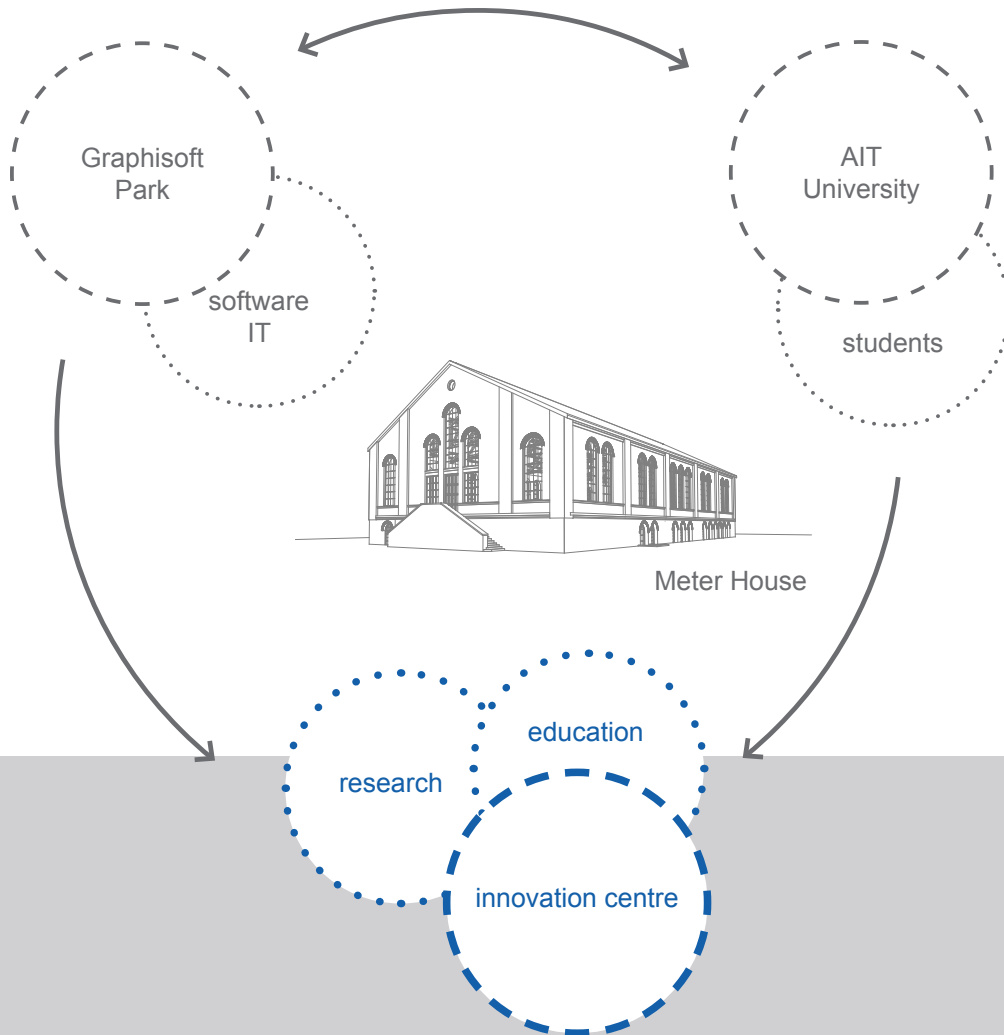 Graphisoft
Park
AIT
University
software
IT
students
Meter House
education
research
innovation centre